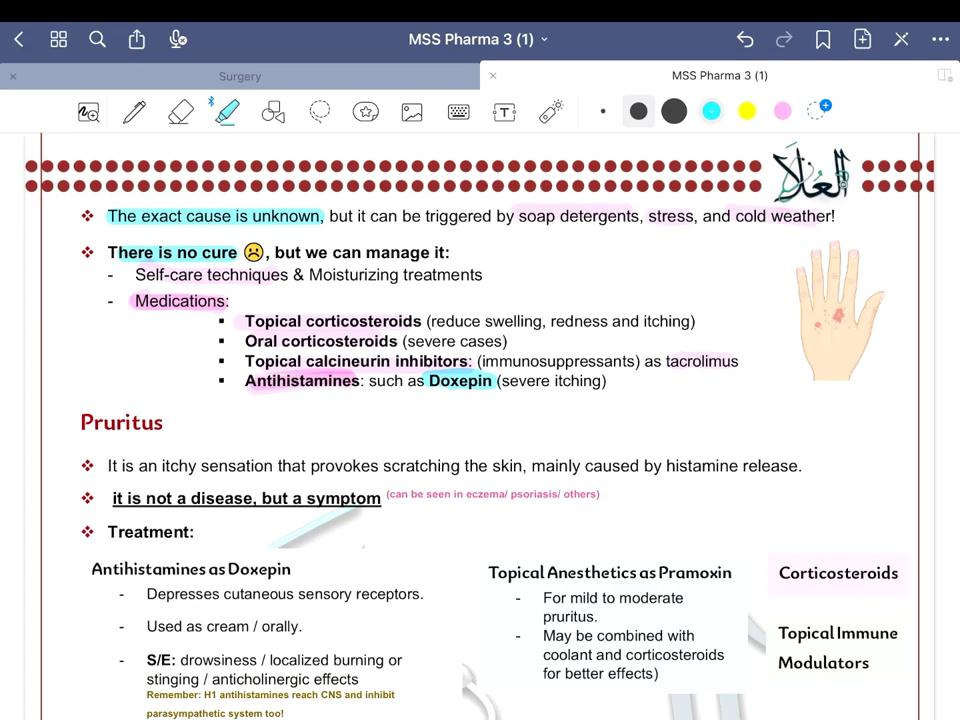 MSS Pharma 3 (1)
Surgery
MSS Pharma 3 (1)
العلا
The exact cause is unknown, but it can be triggered by soap detergents, stress, and cold weather!
There is no cure ☹, but we can manage it:
- Self-care techniques & Moisturizing treatments
- Medications:
▪ Topical corticosteroids (reduce swelling, redness and itching)
▪ Oral corticosteroids (severe cases)
▪ Topical calcineurin inhibitors: (immunosuppressants) as tacrolimus
▪ Antihistamines: such as Doxepin (severe itching)
Pruritus
It is an itchy sensation that provokes scratching the skin, mainly caused by histamine release.
it is not a disease, but a symptom (can be seen in eczema/ psoriasis/ others)
Treatment:
Antihistamines as Doxepin
- Depresses cutaneous sensory receptors.
- Used as cream / orally.
- S/E: drowsiness / localized burning or
stinging / anticholinergic effects
Remember: H1 antihistamines reach CNS and inhibit
parasympathetic system too!
Topical Anesthetics as Pramoxin
- For mild to moderate
pruritus.
- May be combined with
coolant and corticosteroids
for better effects)
Corticosteroids
Topical Immune
Modulators